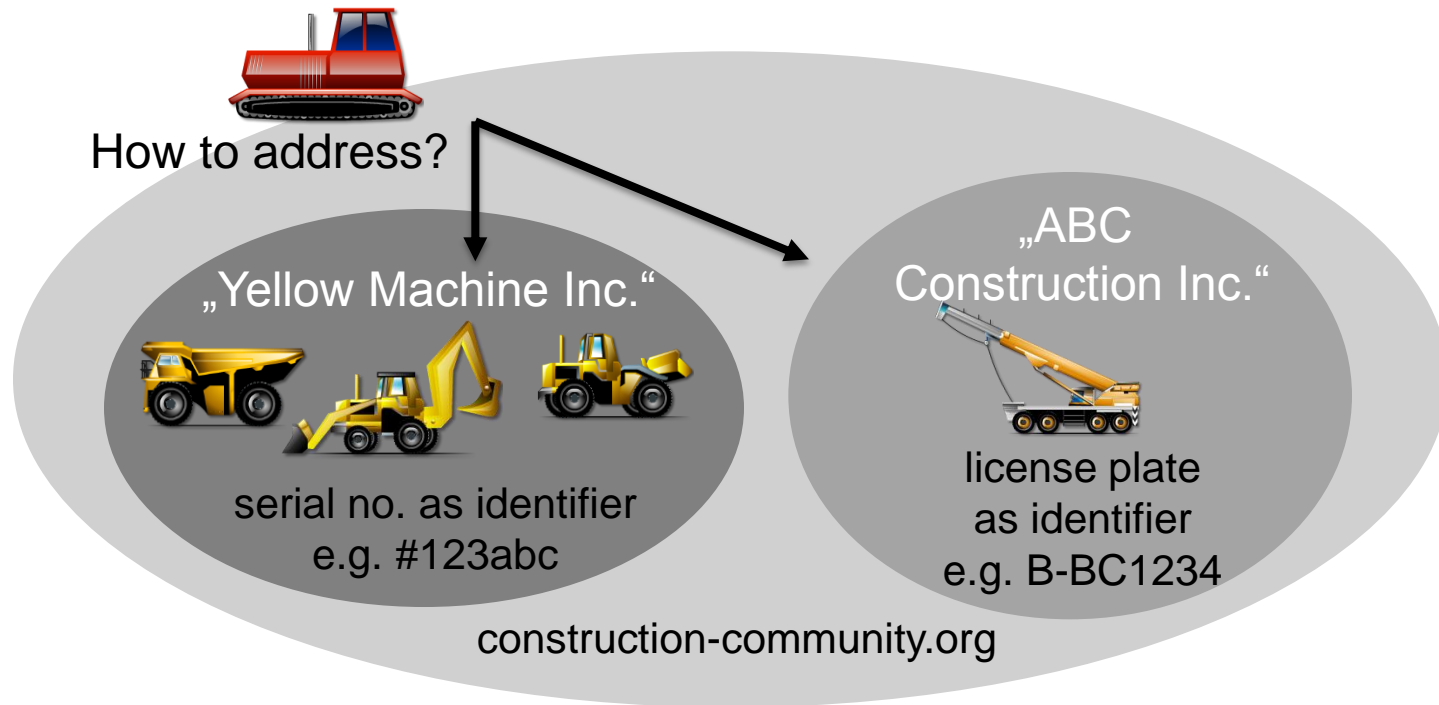 How to address?
„Yellow Machine Inc.“
serial no. as identifier
e.g. #123abc
„ABC
Construction Inc.“
license plate
as identifier
e.g. B-BC1234
construction-community.org